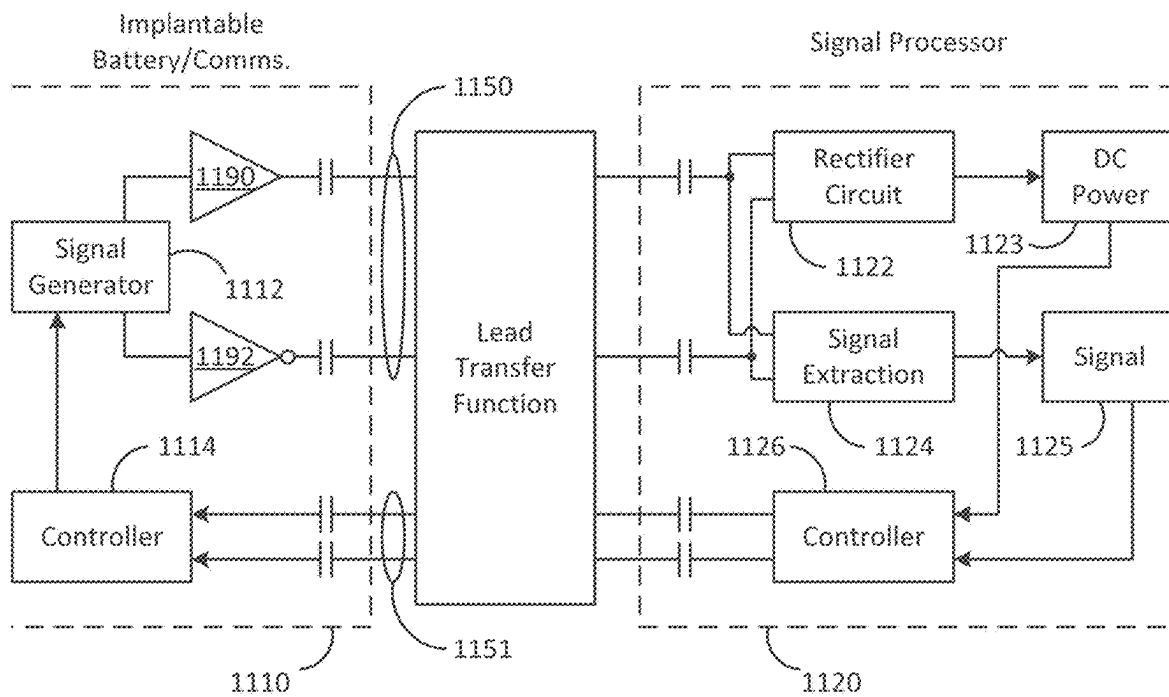 Implantable
Battery/Comms.
Signal Processor
1150
1190
Rectifier
Circuit
DC
Power
1123
1122
Signal
Generator
1112
Lead
Transfer
Function
1192
Signal
Extraction
Signal
1114
1126
1124
1125
Controller
Controller
1151
1110
1120